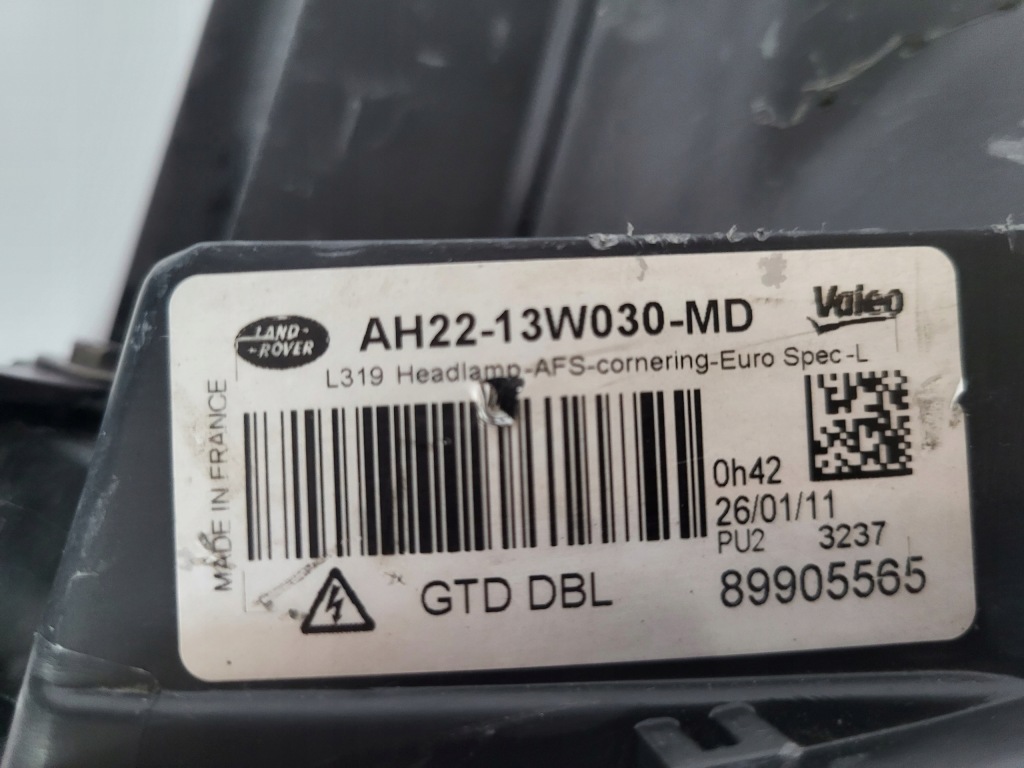 LAND-
-ROVER
AH22-13W030-MD
Valeo
L319 Headlamp-AFS-cornering-Euro Spec-L
MADE IN FRANCE
0h42
26/01/11
PU2 3237
GTD DBL
89905565